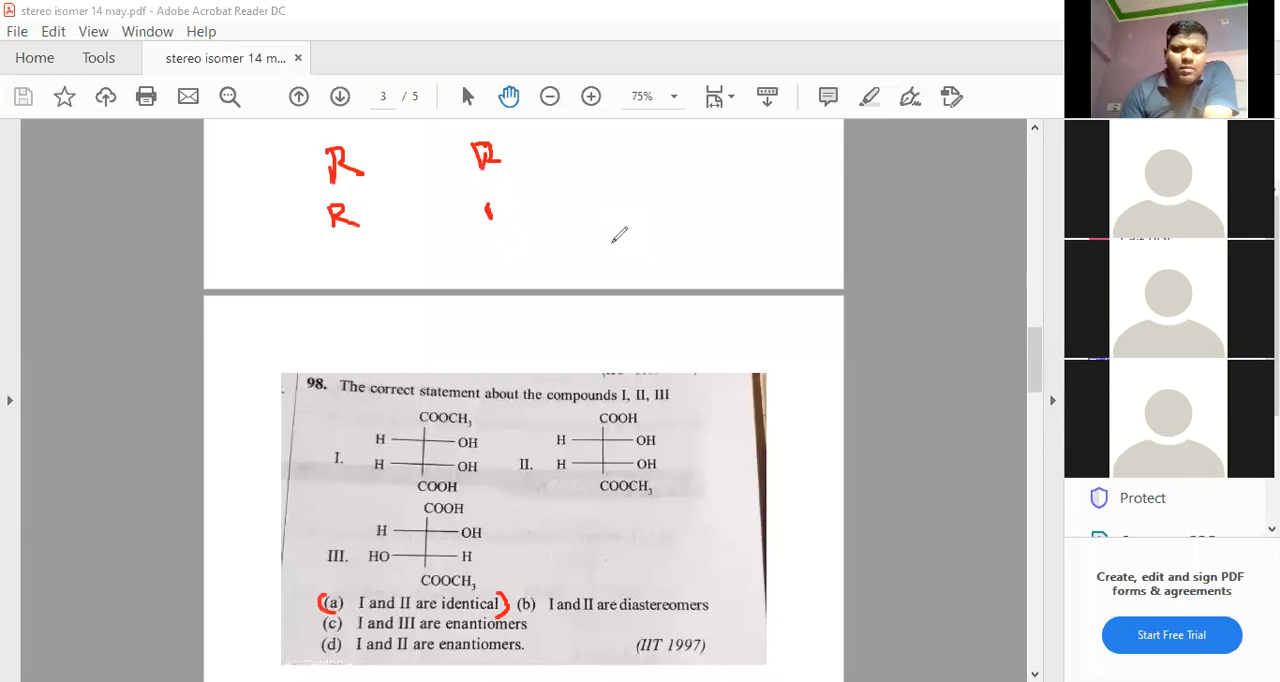 stereo isomer 14 may.pdf - Adobe Acrobat Reader DC
File Edit View Window Help
Home Tools stereo isomer 14 m... ×
3 / 5 75%
R R
R
98. The correct statement about the compounds I, II, III
COOCH3 COOH
H OH H OH
I. H OH II. H OH
COOH COOCH3
COOH
H OH
III. HO H
COOCH3
(a) I and II are identical (b) I and II are diastereomers
(c) I and III are enantiomers
(d) I and II are enantiomers. (IIT 1997)
Protect
Create, edit and sign PDF
forms & agreements
Start Free Trial